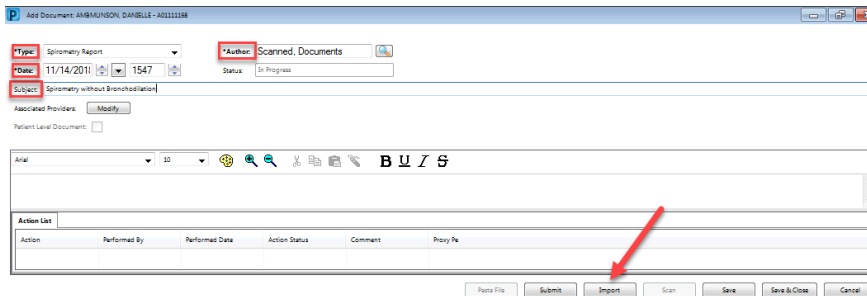 P Add Document: AMBMUNSON, DANIELLE - A01111198
*Type: Spirometry Report *Author: Scanned, Documents
*Date: 11/14/2018 1547 Status: In Progress
Subject: Spirometry without Bronchodilation
Associated Providers: Modify
Patient Level Document:
Arial 10 B U I S
Action List
Action Performed By Performed Date Action Status Comment Proxy Pe
Paste File Submit Import Scan Save Save & Close Cancel